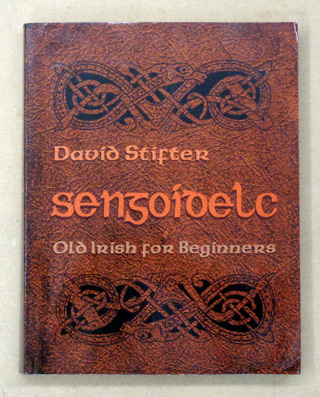 David Stifter
sengoidelc
Old Irish for Beginners